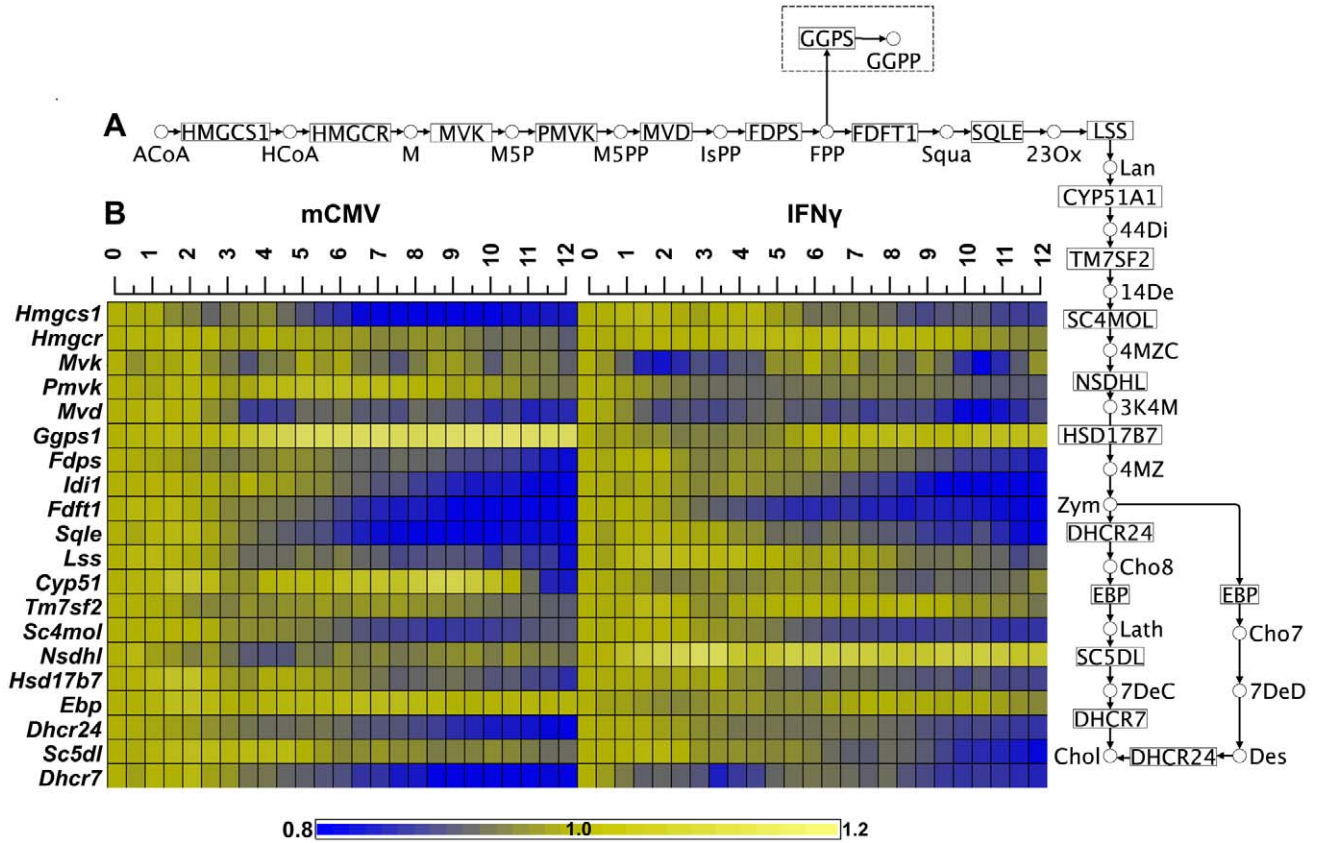 GGPS
GGPP
A
HMGCS1 HMGCR MVK PMVK MVD FDPS FDFT1 SQLE LSS
ACoA HCoA M M5P M5PP IsPP FPP Squa 23Ox
Lan
CYP51A1
44Di
TM7SF2
14De
SC4MOL
4MZC
NSDHL
3K4M
HSD17B7
4MZ
Zym
DHCR24
Cho8
EBP EBP
Lath Cho7
SC5DL
7DeC 7DeD
DHCR7
Chol DHCR24 Des
B
mCMV IFNγ
0 1 2 3 4 5 6 7 8 9 10 11 12 0 1 2 3 4 5 6 7 8 9 10 11 12
Hmgcs1
Hmgcr
Mvk
Pmvk
Mvd
Ggps1
Fdps
Idi1
Fdft1
Sqle
Lss
Cyp51
Tm7sf2
Sc4mol
Nsdhl
Hsd17b7
Ebp
Dhcr24
Sc5dl
Dhcr7
0.8 1.0 1.2